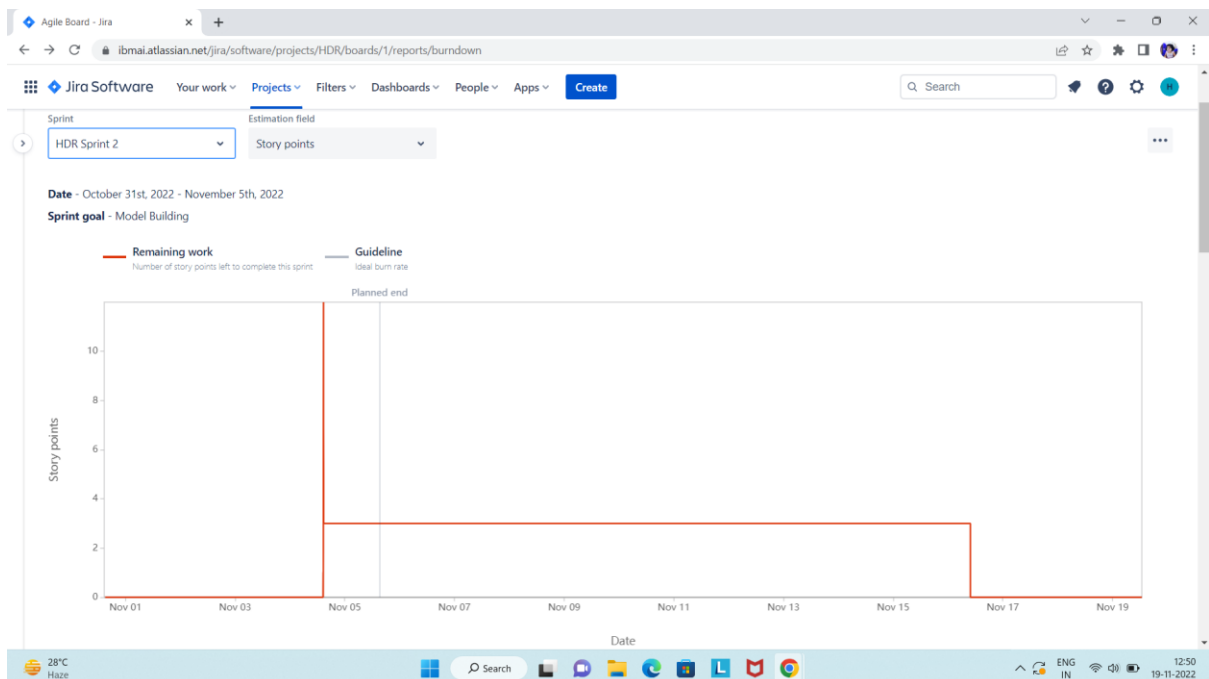 Agile Board - Jira
ibmai.atlassian.net/jira/software/projects/HDR/boards/1/reports/burndown
Jira Software Your work Projects Filters Dashboards People Apps Create Search H
Sprint Estimation field
HDR Sprint 2 Story points
Date - October 31st, 2022 - November 5th, 2022
Sprint goal - Model Building
Remaining work Guideline
Number of story points left to complete this sprint Ideal burn rate
Planned end
10
8
6
4
2
0
Story points
Nov 01 Nov 03 Nov 05 Nov 07 Nov 09 Nov 11 Nov 13 Nov 15 Nov 17 Nov 19
Date
28°C
Haze
Search
L
ENG
IN
12:50
19-11-2022